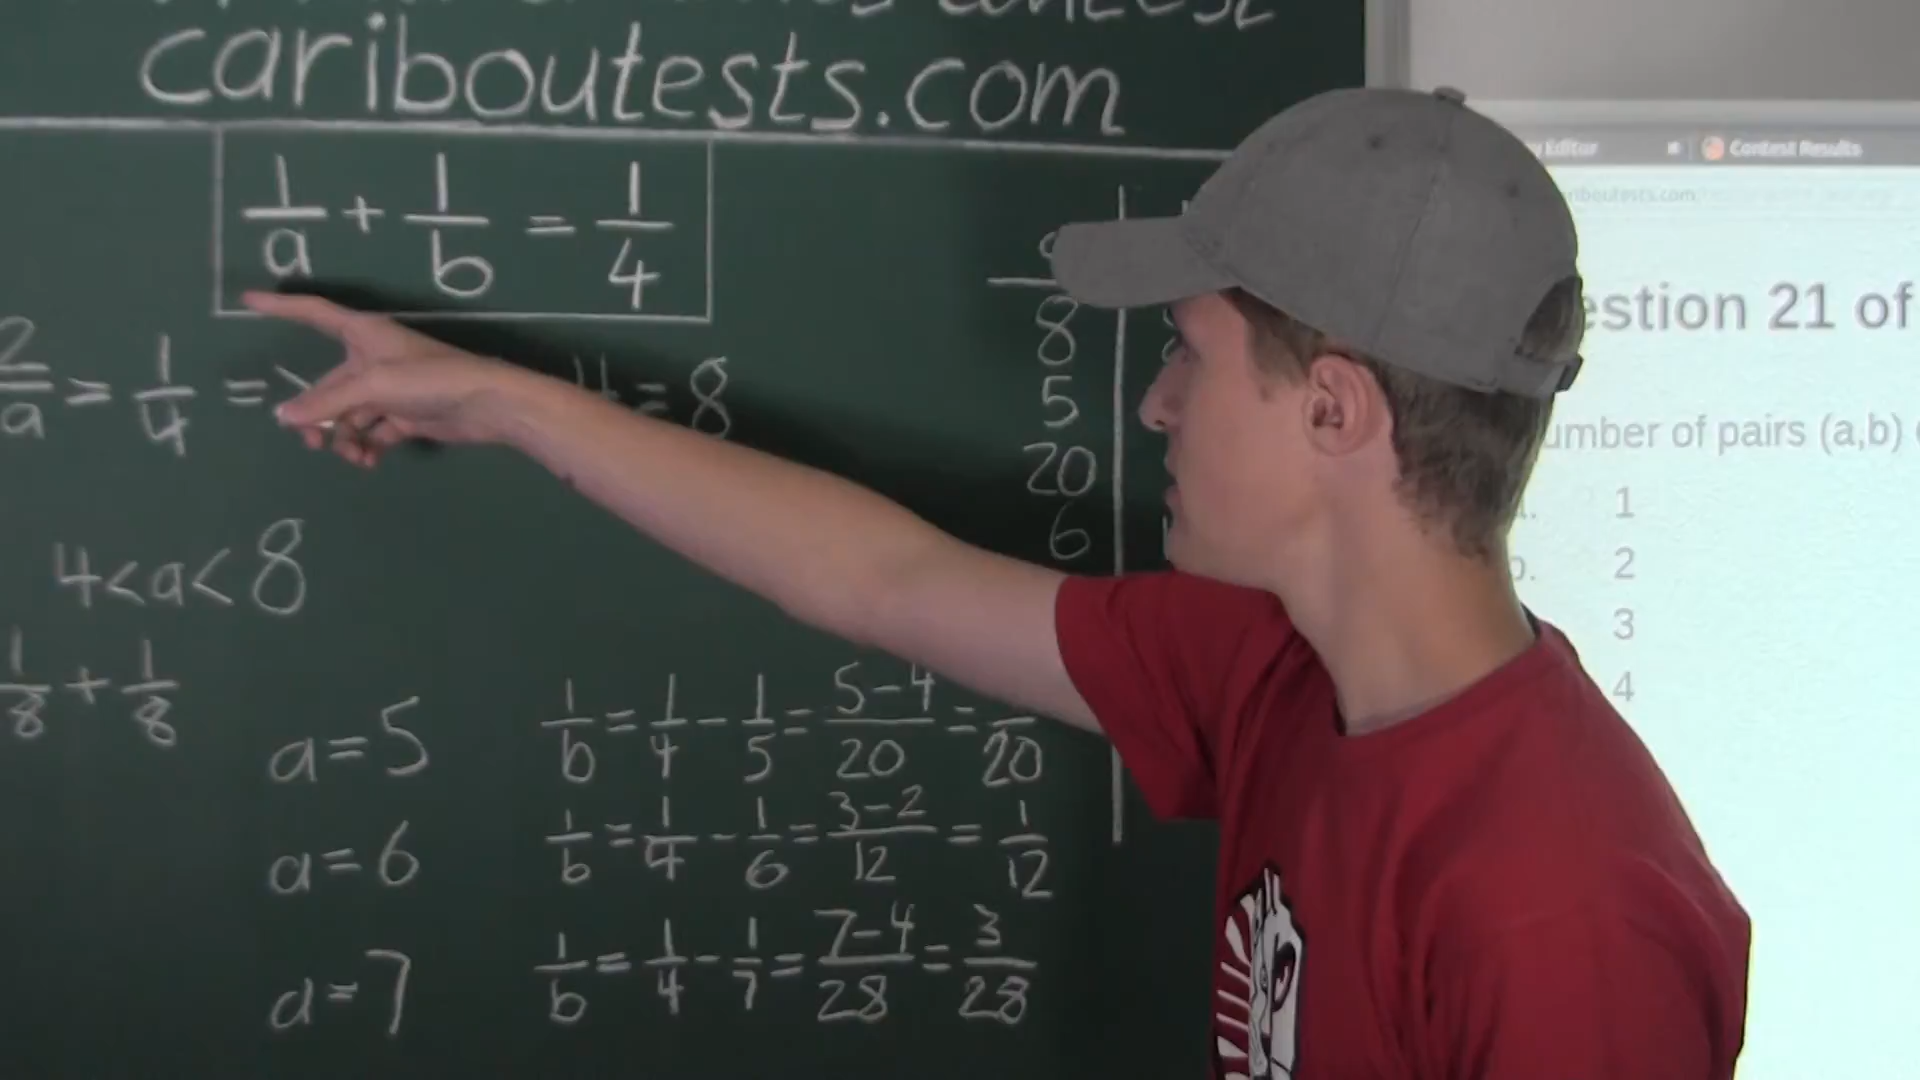 contest
cariboutests.com
1/a + 1/b = 1/4
2/a = 1/4 => = 8
4<a<8
1/8 + 1/8
a=5 1/b = 1/4 - 1/5 = (5-4)/20 = /20
a=6 1/b = 1/4 - 1/6 = (3-2)/12 = 1/12
a=7 1/b = 1/4 - 1/7 = (7-4)/28 = 3/28
8
5
20
6
Editor Contest Results
estion 21 of
umber of pairs (a,b)
1
2
3
4